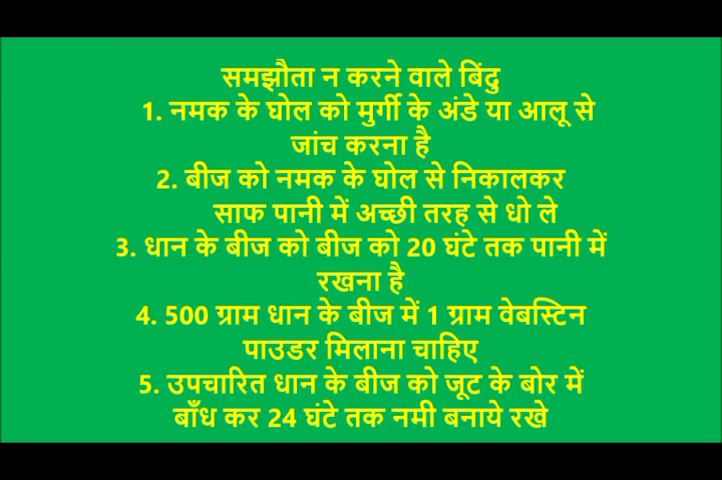 समझौता न करने वाले बिंदु
1. नमक के घोल को मुर्गी के अंडे या आलू से
जांच करना है
2. बीज को नमक के घोल से निकालकर
साफ पानी में अच्छी तरह से धो ले
3. धान के बीज को बीज को 20 घंटे तक पानी में
रखना है
4. 500 ग्राम धान के बीज में 1 ग्राम वेबस्टिन
पाउडर मिलाना चाहिए
5. उपचारित धान के बीज को जूट के बोर में
बाँध कर 24 घंटे तक नमी बनाये रखे